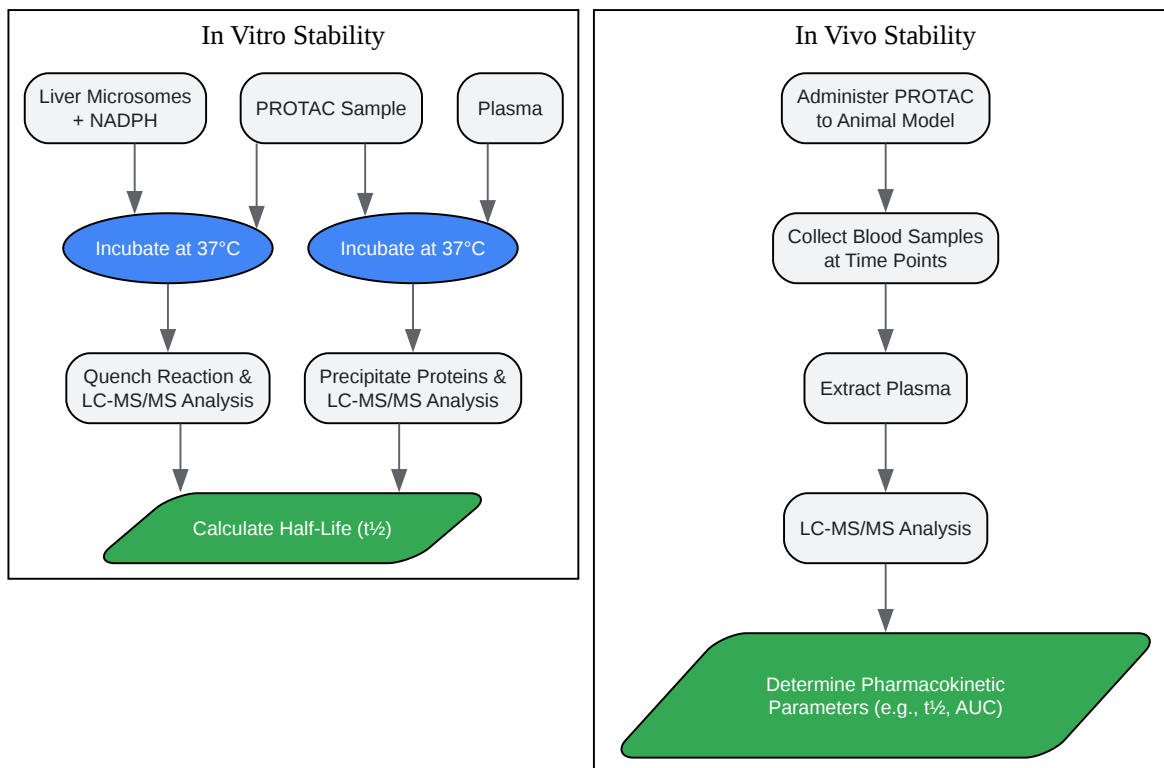 In Vitro Stability
Liver Microsomes
+ NADPH
PROTAC Sample
Plasma
Incubate at 37°C
Incubate at 37°C
Quench Reaction &
LC-MS/MS Analysis
Precipitate Proteins &
LC-MS/MS Analysis
Calculate Half-Life (t½)
In Vivo Stability
Administer PROTAC
to Animal Model
Collect Blood Samples
at Time Points
Extract Plasma
LC-MS/MS Analysis
Determine Pharmacokinetic
Parameters (e.g., t½, AUC)